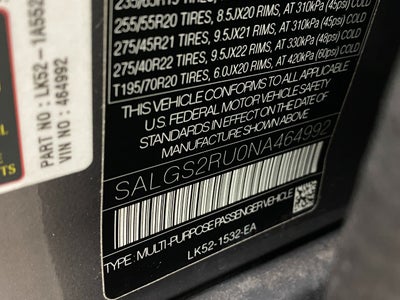 255/55R20 TIRES, 8.5JX20 RIMS, AT 310kPa (45psi) COLD
275/45R21 TIRES, 9.5JX21 RIMS, AT 310kPa (45psi) COLD
275/40R22 TIRES, 9.5JX22 RIMS, AT 330kPa (48psi) COLD
T195/70R20 TIRES, 6.0JX20 RIMS, AT 420kPa (60psi) COLD
THIS VEHICLE CONFORMS TO ALL APPLICABLE
U.S. FEDERAL MOTOR VEHICLE SAFETY
STANDARDS IN EFFECT ON THE DATE OF
MANUFACTURE SHOWN ABOVE
SALGS2RU0NA464992
TYPE: MULTI-PURPOSE PASSENGER VEHICLE
LK52-1532-EA
PART NO: LK52-1A552
VIN NO: 464992